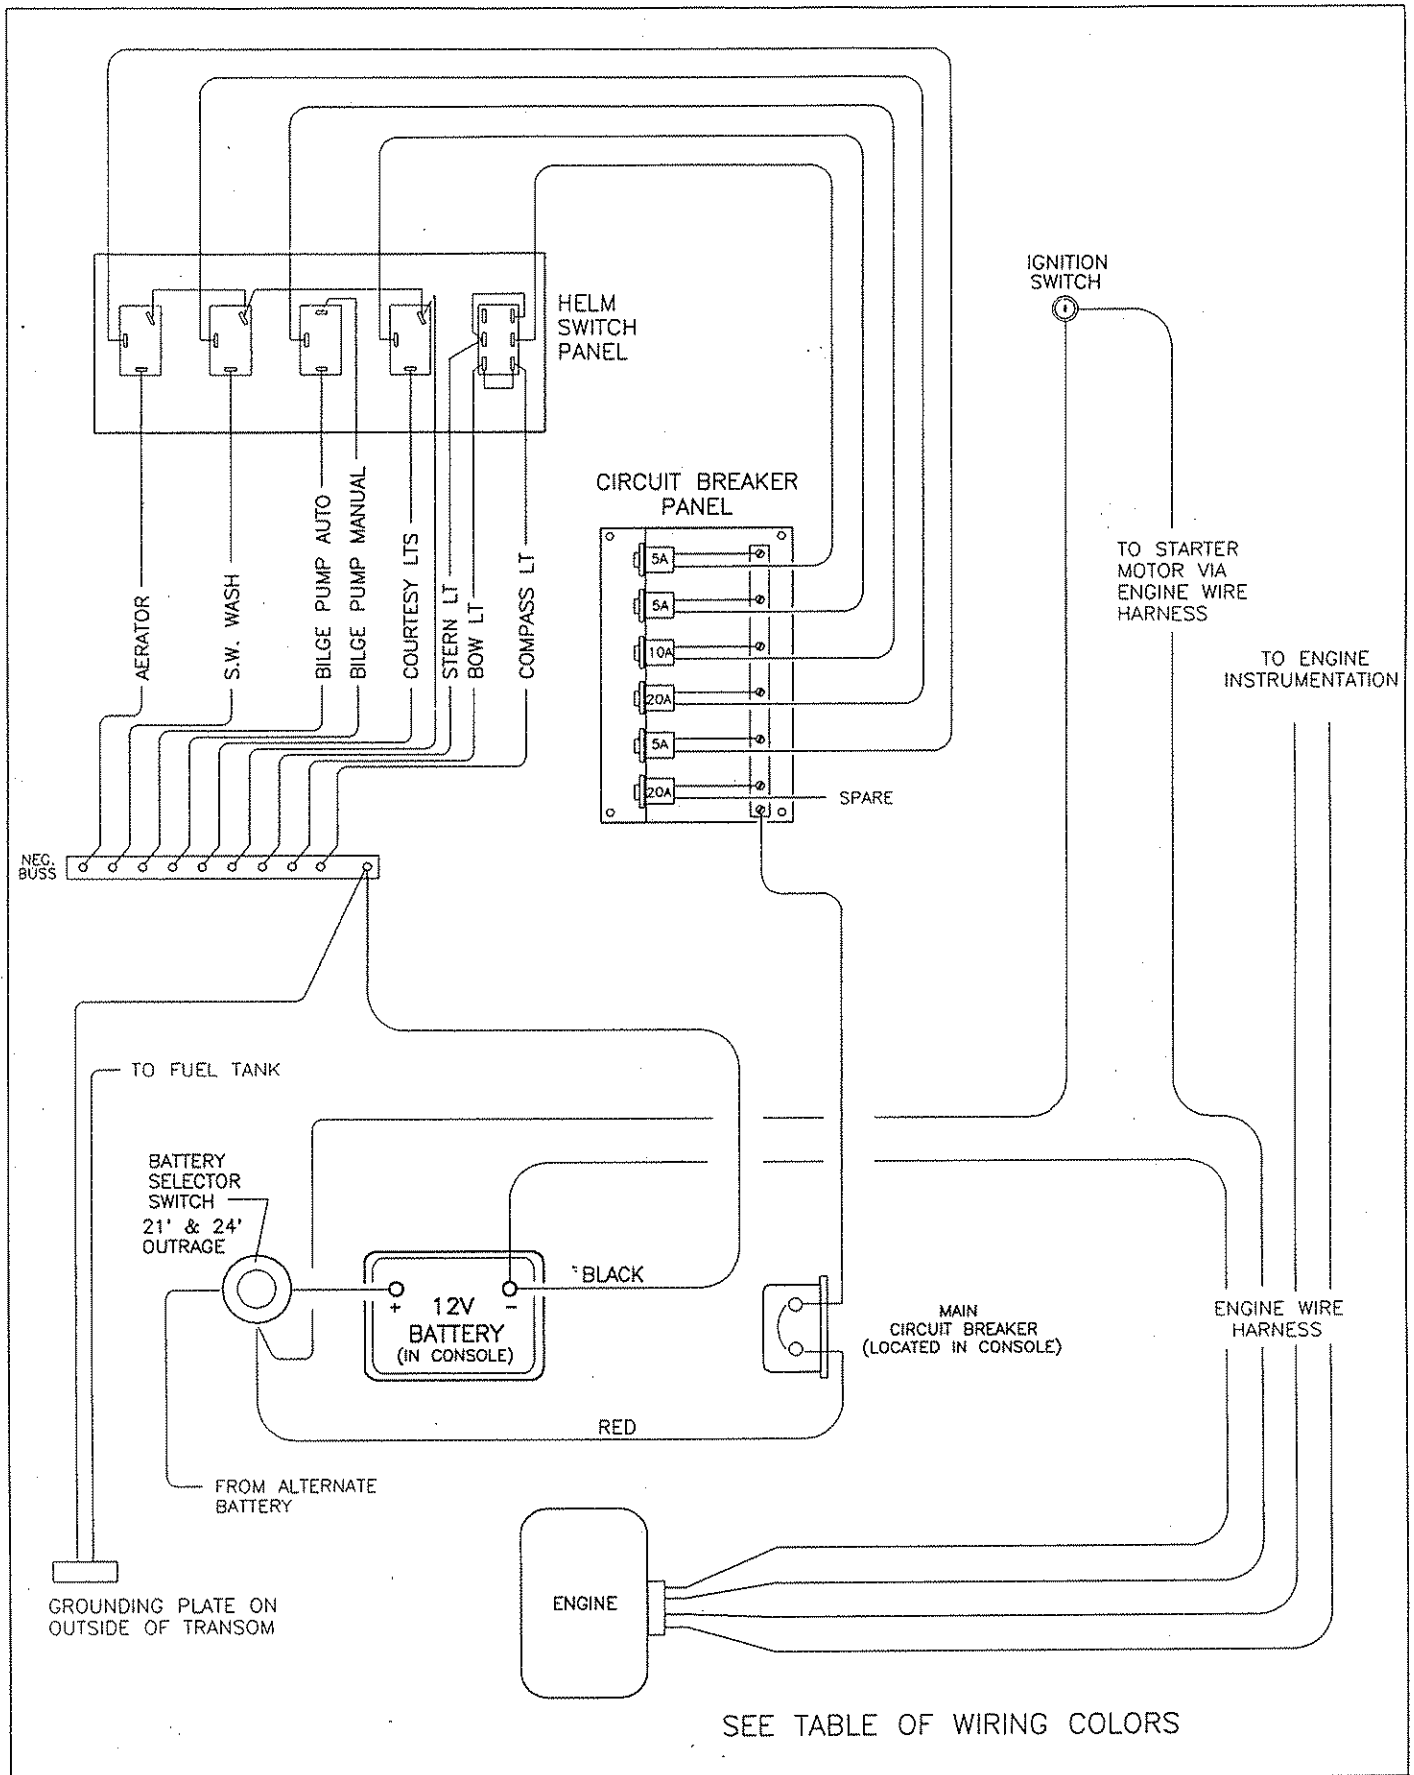 IGNITION
SWITCH
HELM
SWITCH
PANEL
CIRCUIT BREAKER
PANEL
5A
5A
10A
20A
5A
20A
SPARE
AERATOR
S.W. WASH
BILGE PUMP AUTO
BILGE PUMP MANUAL
COURTESY LTS
STERN LT
BOW LT
COMPASS LT
TO STARTER
MOTOR VIA
ENGINE WIRE
HARNESS
TO ENGINE
INSTRUMENTATION
NEG.
BUSS
TO FUEL TANK
BATTERY
SELECTOR
SWITCH
21' & 24'
OUTRAGE
+ 12V −
BATTERY
(IN CONSOLE)
BLACK
MAIN
CIRCUIT BREAKER
(LOCATED IN CONSOLE)
ENGINE WIRE
HARNESS
RED
FROM ALTERNATE
BATTERY
ENGINE
GROUNDING PLATE ON
OUTSIDE OF TRANSOM
SEE TABLE OF WIRING COLORS